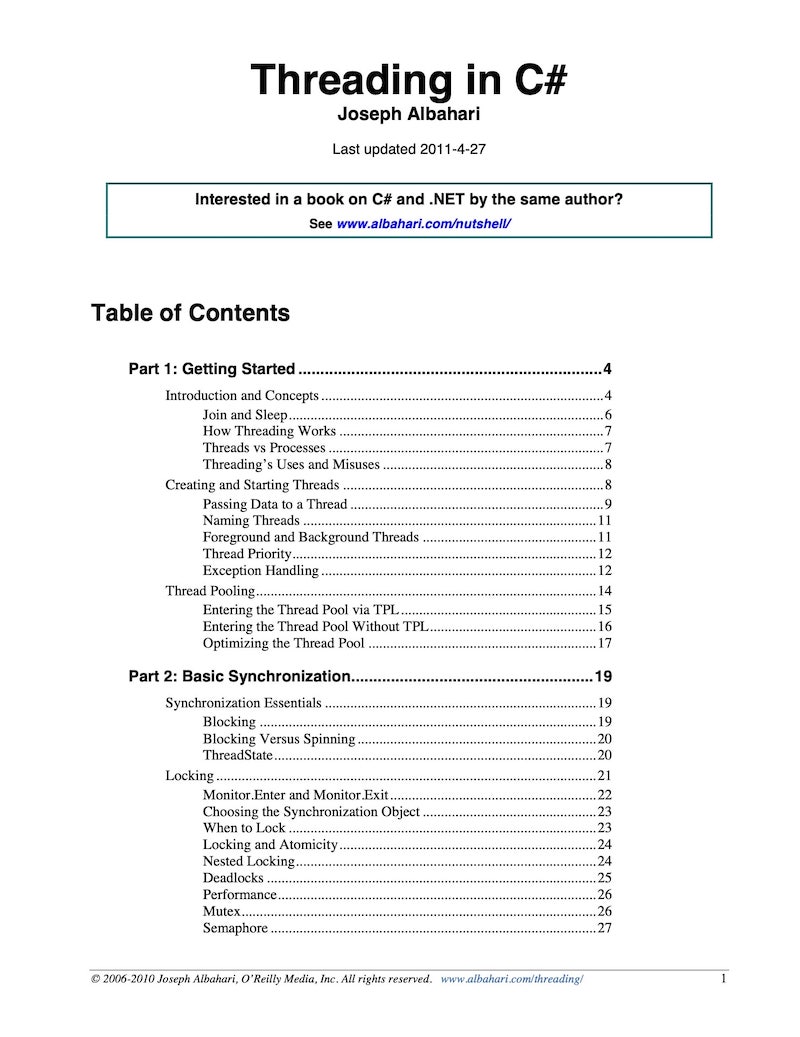 Threading in C#
Joseph Albahari
Last updated 2011-4-27
Interested in a book on C# and .NET by the same author?
See www.albahari.com/nutshell/
Table of Contents
Part 1: Getting Started ..................................................................... 4
Introduction and Concepts ............................................................................ 4
Join and Sleep..................................................................................... 6
How Threading Works ....................................................................... 7
Threads vs Processes .......................................................................... 7
Threading's Uses and Misuses ........................................................... 8
Creating and Starting Threads ...................................................................... 8
Passing Data to a Thread .................................................................... 9
Naming Threads ............................................................................... 11
Foreground and Background Threads ............................................... 11
Thread Priority.................................................................................. 12
Exception Handling .......................................................................... 12
Thread Pooling............................................................................................ 14
Entering the Thread Pool via TPL ..................................................... 15
Entering the Thread Pool Without TPL............................................. 16
Optimizing the Thread Pool .............................................................. 17
Part 2: Basic Synchronization....................................................... 19
Synchronization Essentials ......................................................................... 19
Blocking ........................................................................................... 19
Blocking Versus Spinning ................................................................ 20
ThreadState....................................................................................... 20
Locking ....................................................................................................... 21
Monitor.Enter and Monitor.Exit ........................................................ 22
Choosing the Synchronization Object ............................................... 23
When to Lock ................................................................................... 23
Locking and Atomicity ..................................................................... 24
Nested Locking................................................................................. 24
Deadlocks ......................................................................................... 25
Performance...................................................................................... 26
Mutex................................................................................................ 26
Semaphore ........................................................................................ 27
© 2006-2010 Joseph Albahari, O'Reilly Media, Inc. All rights reserved. www.albahari.com/threading/ 1